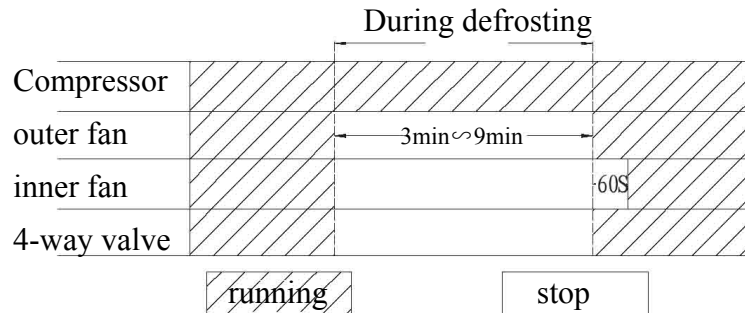 During defrosting
Compressor
outer fan
3min∽9min
inner fan
60S
4-way valve
running
stop